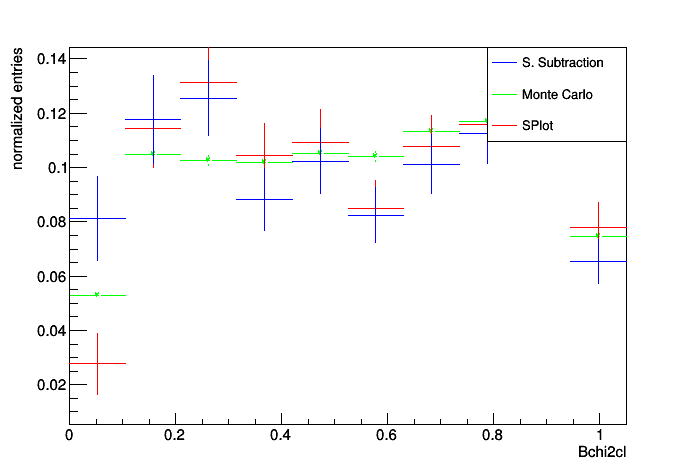 normalized entries
0.14
0.12
0.1
0.08
0.06
0.04
0.02
S. Subtraction
Monte Carlo
SPlot
0 0.2 0.4 0.6 0.8 1
Bchi2cl